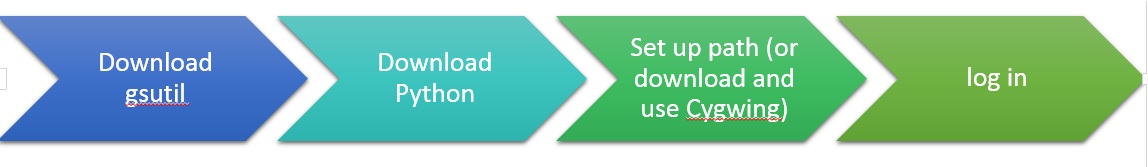 Download
gsutil
Download
Python
Set up path (or
download and
use Cygwing)
log in